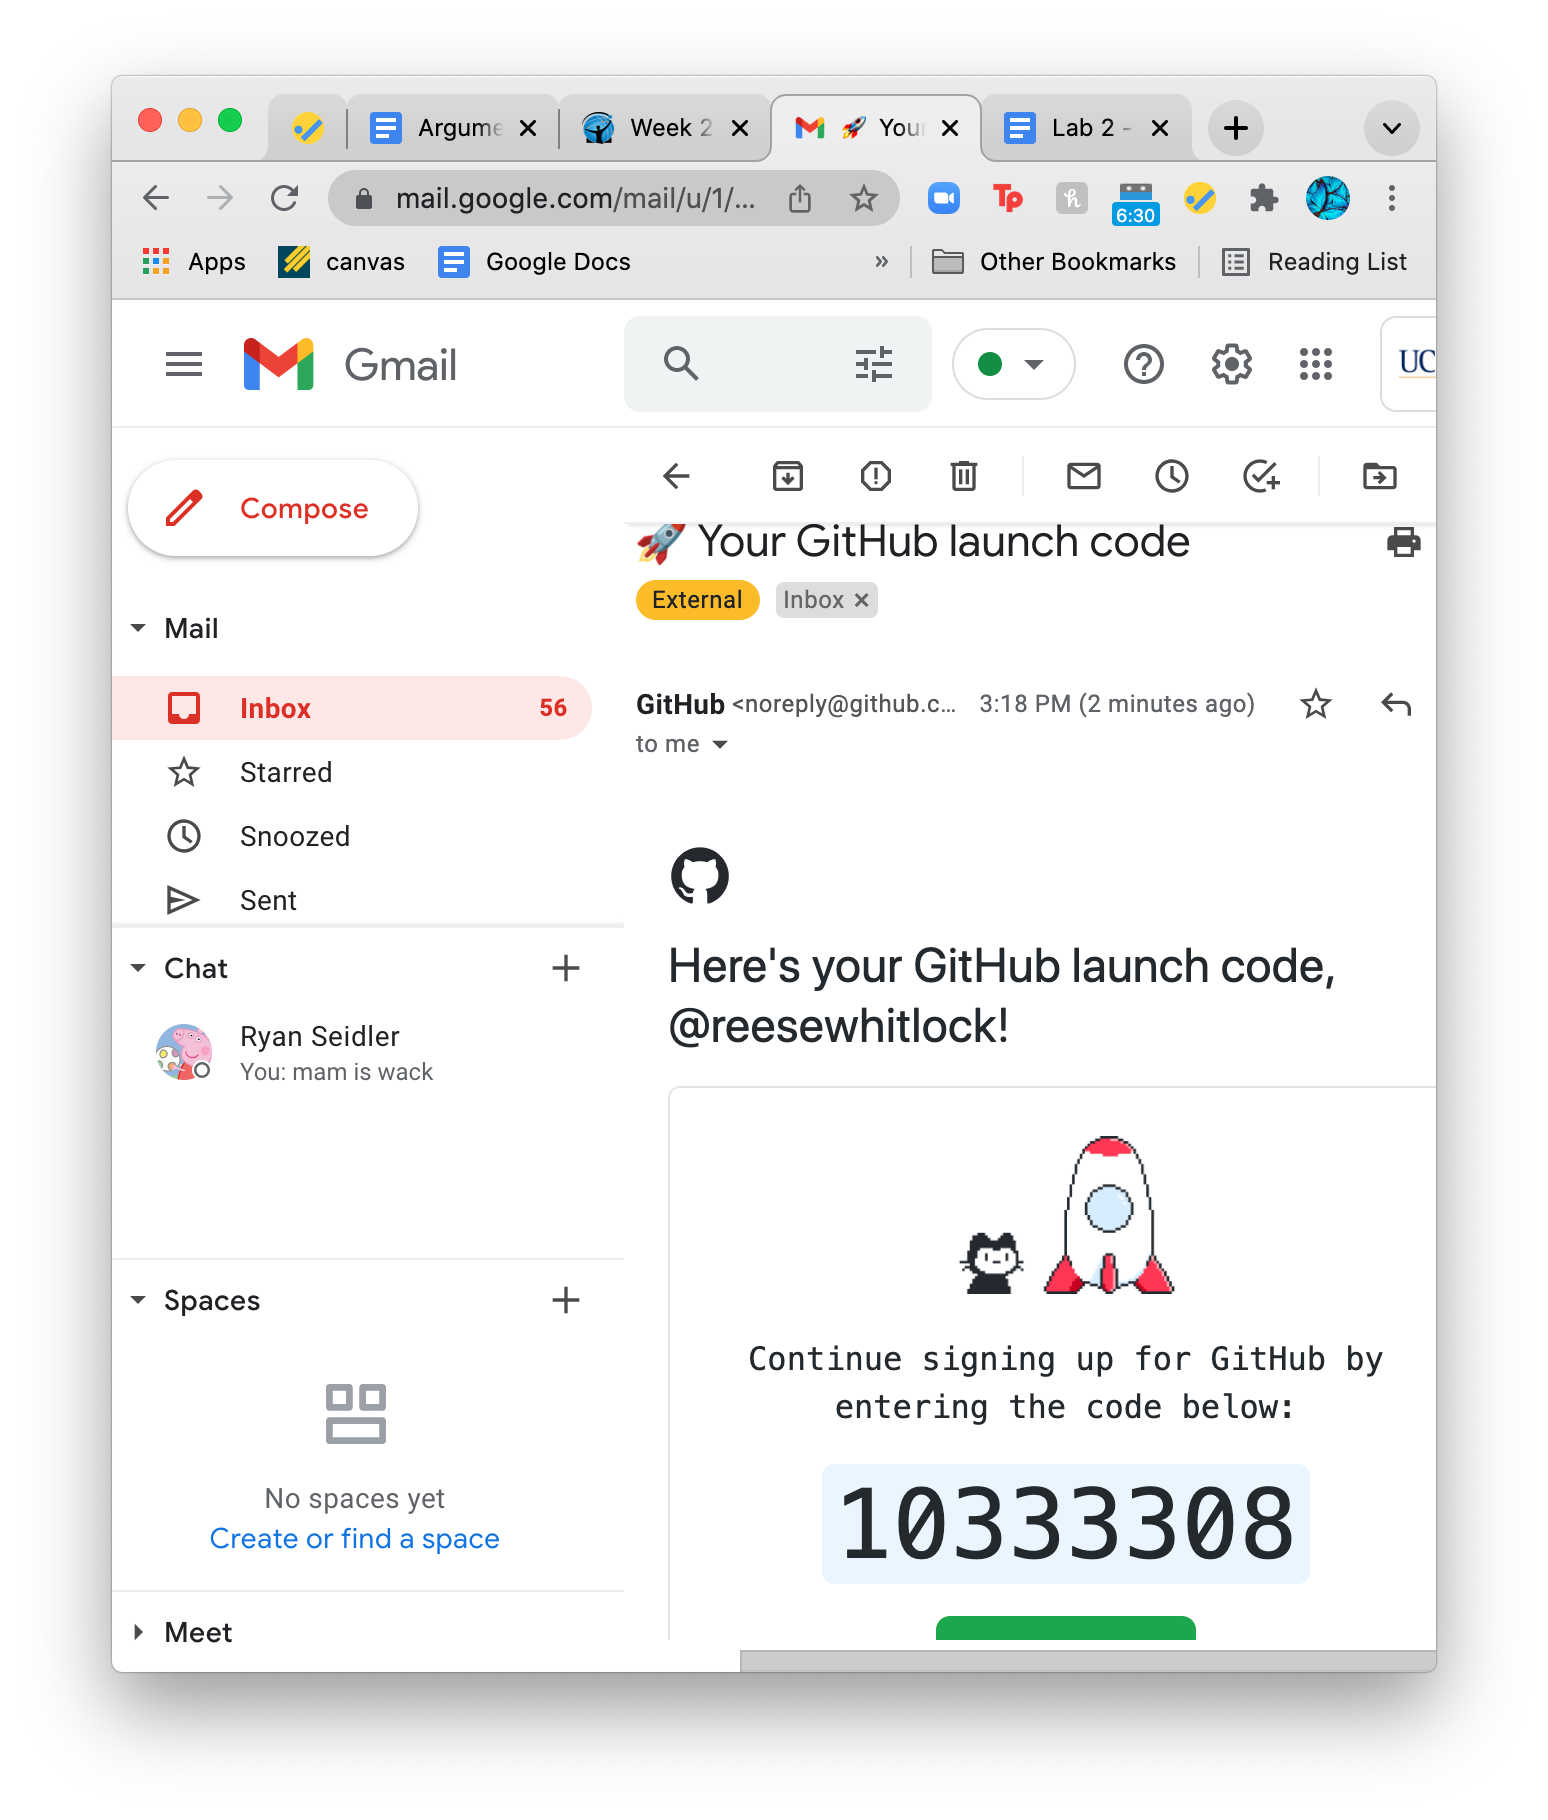 Argume
Week 2
🚀 You
Lab 2 -
mail.google.com/mail/u/1/...
Tp
h
6:30
Apps
canvas
Google Docs
»
Other Bookmarks
Reading List
Gmail
UC
Compose
🚀 Your GitHub launch code
External
Inbox
Mail
Inbox 56
Starred
Snoozed
Sent
GitHub <noreply@github.c... 3:18 PM (2 minutes ago)
to me
Chat
Ryan Seidler
You: mam is wack
Here's your GitHub launch code,
@reesewhitlock!
Continue signing up for GitHub by
entering the code below:
10333308
Spaces
No spaces yet
Create or find a space
Meet